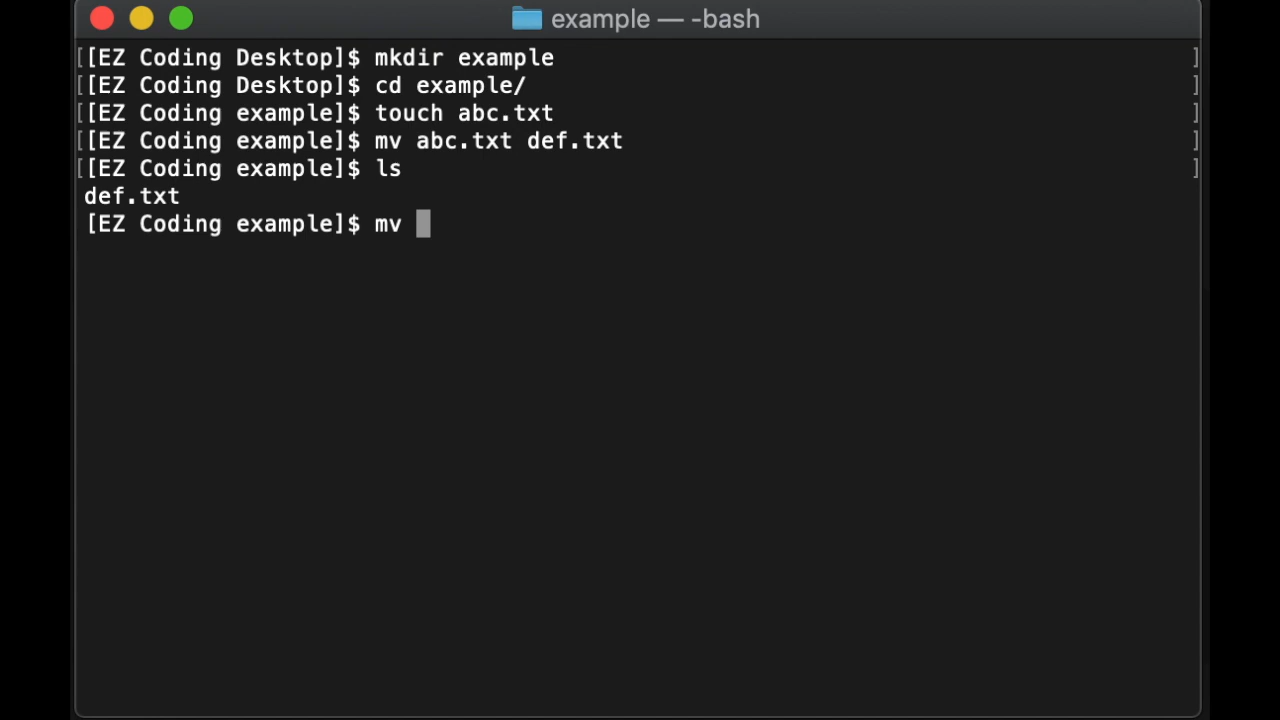 example — -bash
[[EZ Coding Desktop]$ mkdir example ]
[[EZ Coding Desktop]$ cd example/ ]
[[EZ Coding example]$ touch abc.txt ]
[[EZ Coding example]$ mv abc.txt def.txt ]
[[EZ Coding example]$ ls ]
def.txt
[EZ Coding example]$ mv